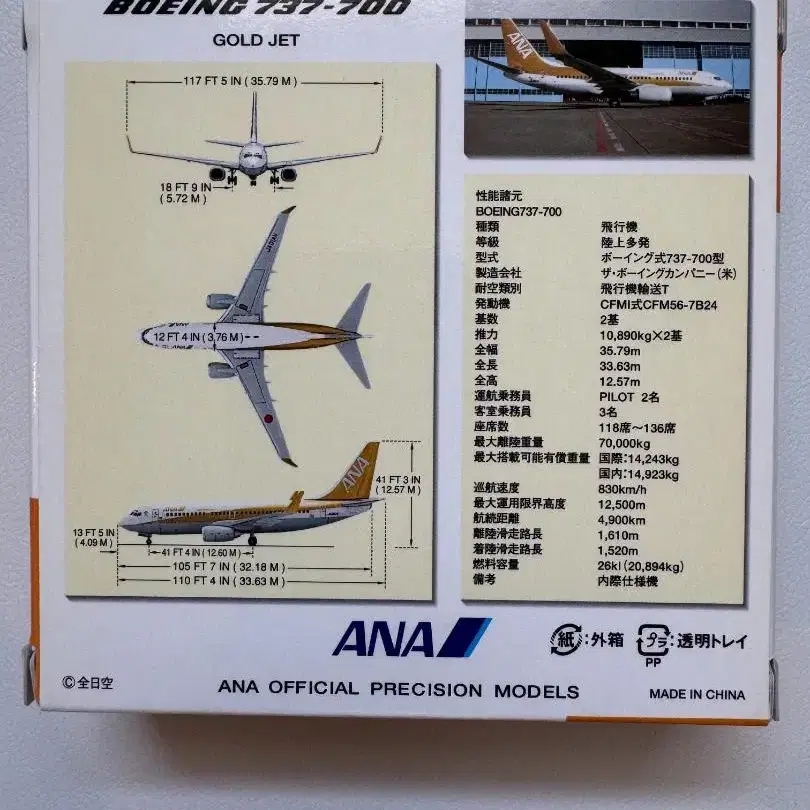 BOEING 737-700
GOLD JET
117 FT 5 IN ( 35.79 M )
18 FT 9 IN
( 5.72 M )
JA01AN
ANA
12 FT 4 IN ( 3.76 M )
ANA
ANA
ANA
41 FT 3 IN
( 12.57 M )
13 FT 5 IN
( 4.09 M )
41 FT 4 IN ( 12.60 M )
105 FT 7 IN ( 32.18 M )
110 FT 4 IN ( 33.63 M )
ANA
ANA
性能諸元
BOEING737-700
種類 飛行機
等級 陸上多発
型式 ボーイング式737-700型
製造会社 ザ・ボーイングカンパニー(米)
耐空類別 飛行機輸送T
発動機 CFMI式CFM56-7B24
基数 2基
推力 10,890kg×2基
全幅 35.79m
全長 33.63m
全高 12.57m
運航乗務員 PILOT 2名
客室乗務員 3名
座席数 118席〜136席
最大離陸重量 70,000kg
最大搭載可能有償重量 国際:14,243kg
国内:14,923kg
巡航速度 830km/h
最大運用限界高度 12,500m
航続距離 4,900km
離陸滑走路長 1,610m
着陸滑走路長 1,520m
燃料容量 26kl (20,894kg)
備考 内際仕様機
ANA
紙:外箱 プラ:透明トレイ
PP
©全日空
ANA OFFICIAL PRECISION MODELS
MADE IN CHINA